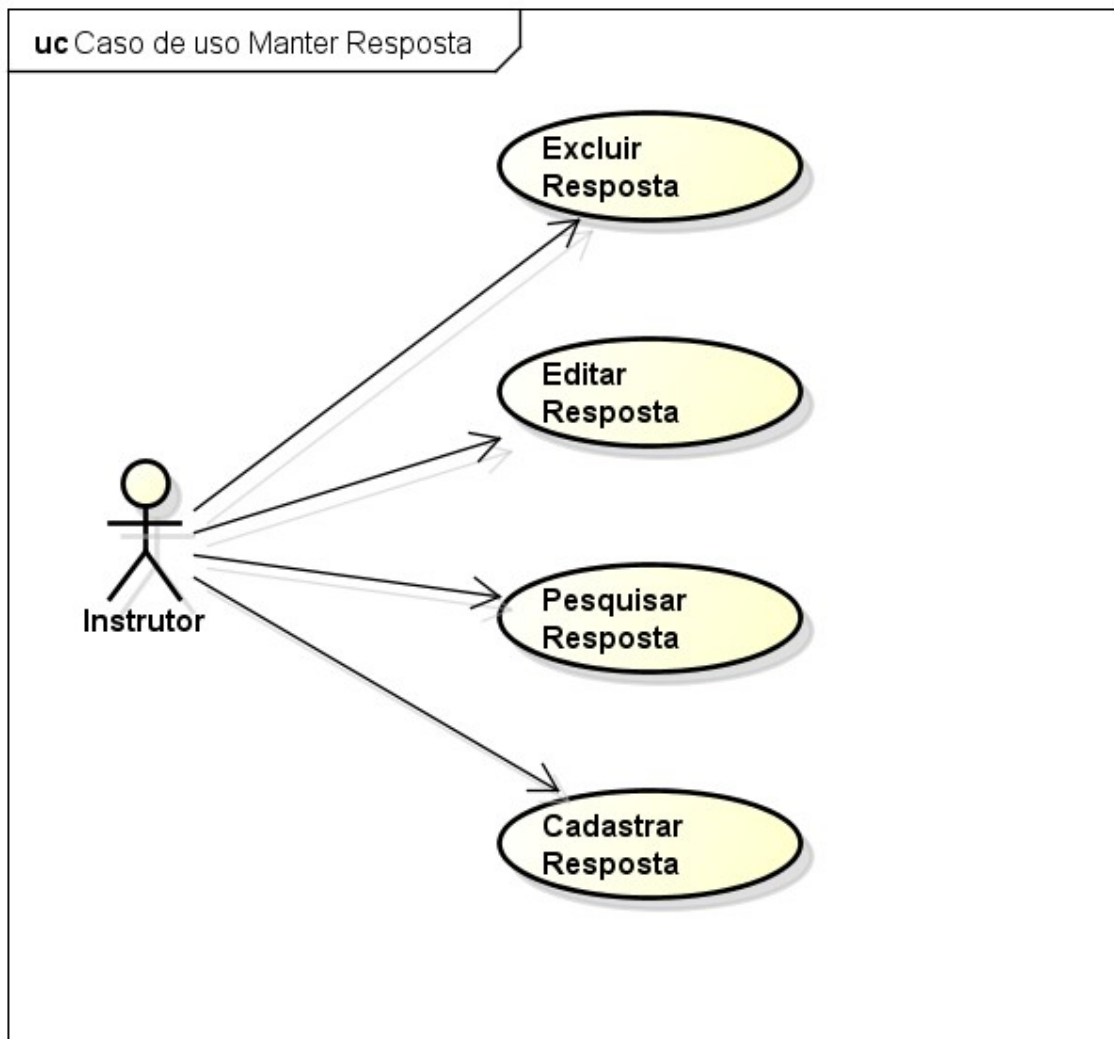 uc Caso de uso Manter Resposta
Excluir
Resposta
Editar
Resposta
Pesquisar
Resposta
Instrutor
Cadastrar
Resposta